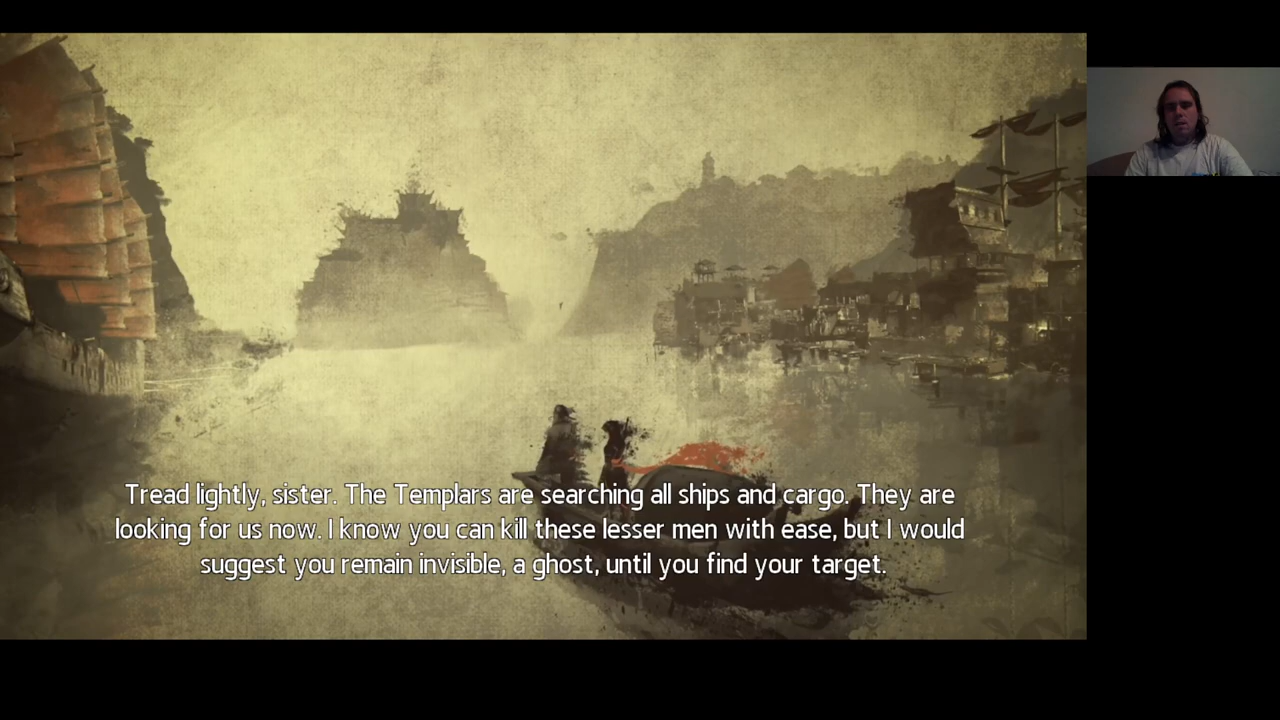 Tread lightly, sister. The Templars are searching all ships and cargo. They are
looking for us now. I know you can kill these lesser men with ease, but I would
suggest you remain invisible, a ghost, until you find your target.